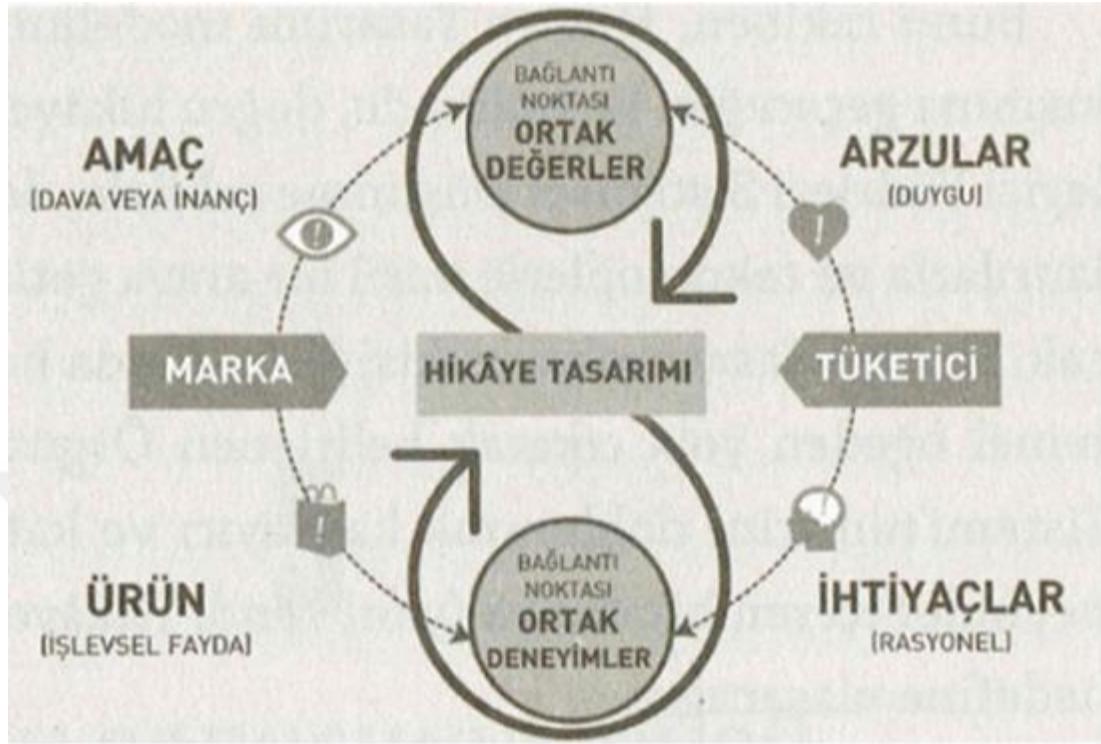 BAĞLANTI
NOKTASI
ORTAK
DEĞERLER
AMAÇ
(DAVA VEYA İNANÇ)
ARZULAR
(DUYGU)
MARKA
HİKÂYE TASARIMI
TÜKETİCİ
ÜRÜN
(İŞLEVSEL FAYDA)
BAĞLANTI
NOKTASI
ORTAK
DENEYİMLER
İHTİYAÇLAR
(RASYONEL)